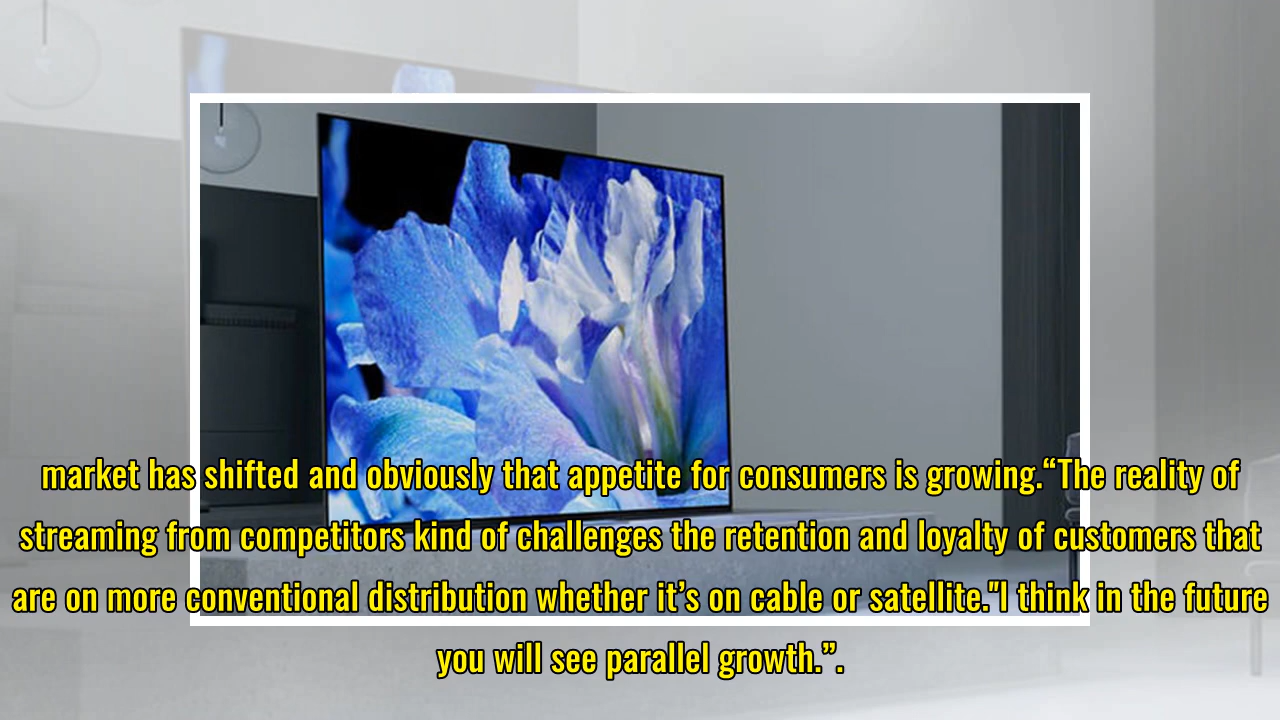 market has shifted and obviously that appetite for consumers is growing.“The reality of
streaming from competitors kind of challenges the retention and loyalty of customers that
are on more conventional distribution whether it’s on cable or satellite."I think in the future
you will see parallel growth.”.